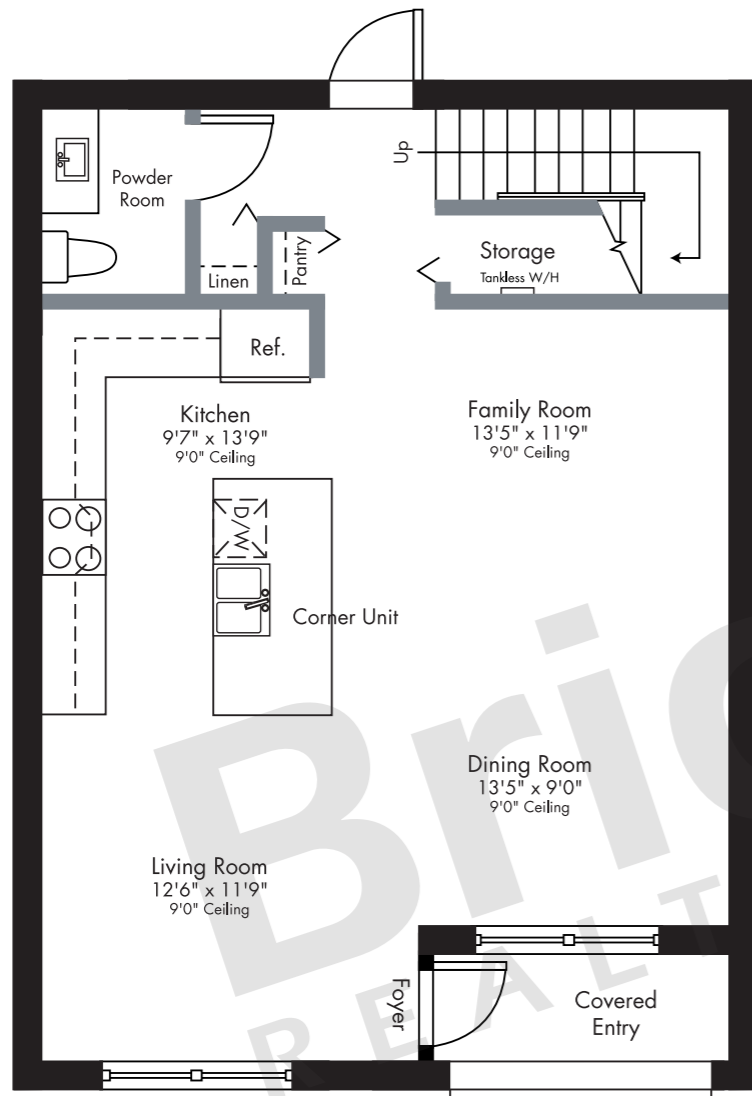 Powder
Room
Up
Linen
Pantry
Storage
Tankless W/H
Ref.
Kitchen
9'7" x 13'9"
9'0" Ceiling
Family Room
13'5" x 11'9"
9'0" Ceiling
D/W
Corner Unit
Dining Room
13'5" x 9'0"
9'0" Ceiling
Living Room
12'6" x 11'9"
9'0" Ceiling
Foyer
Covered
Entry